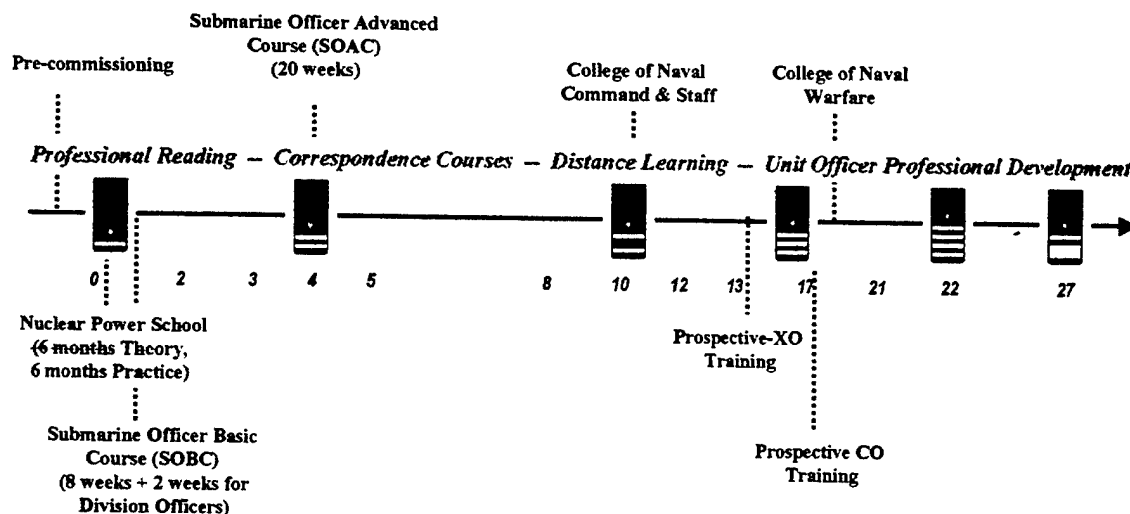 Submarine Officer Advanced
Course (SOAC)
(20 weeks)
Pre-commissioning
College of Naval
Command & Staff
College of Naval
Warfare
Professional Reading – Correspondence Courses – Distance Learning – Unit Officer Professional Development
0 2 3 4 5 8 10 12 13 17 21 22 27
Nuclear Power School
(6 months Theory,
6 months Practice)
Prospective-XO
Training
Submarine Officer Basic
Course (SOBC)
(8 weeks + 2 weeks for
Division Officers)
Prospective CO
Training